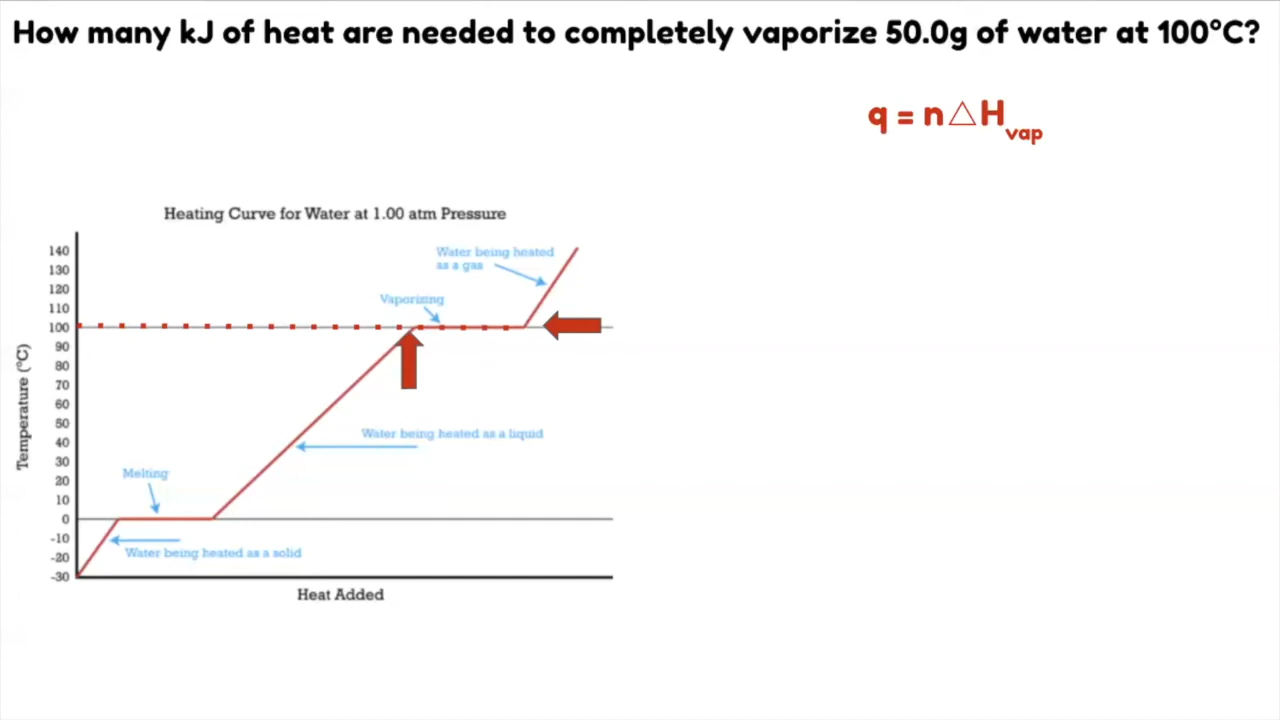 How many kJ of heat are needed to completely vaporize 50.0g of water at 100°C?
q = n△H vap
Heating Curve for Water at 1.00 atm Pressure
Temperature (°C)
140
130
120
110
100
90
80
70
60
50
40
30
20
10
0
-10
-20
-30
Water being heated
as a gas
Vaporizing
Water being heated as a liquid
Melting
Water being heated as a solid
Heat Added